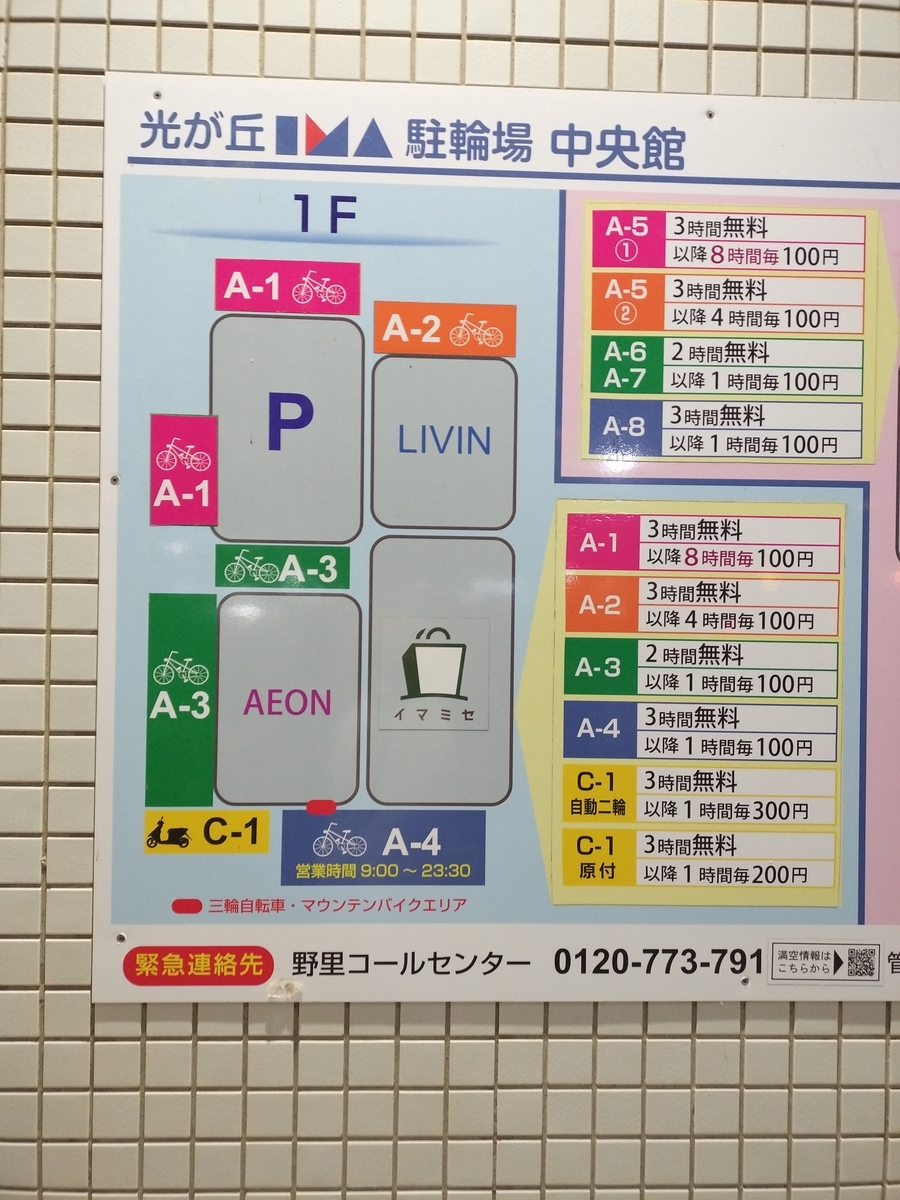 光が丘 IMA 駐輪場 中央館
1F
A-1
A-2
P
LIVIN
A-1
A-3
A-3
AEON
イマミセ
C-1
A-4
営業時間 9:00 ～ 23:30
三輪自転車・マウンテンバイクエリア
A-5
①
3時間無料
以降8時間毎100円
A-5
②
3時間無料
以降4時間毎100円
A-6
A-7
2時間無料
以降1時間毎100円
A-8
3時間無料
以降1時間毎100円
A-1
3時間無料
以降8時間毎100円
A-2
3時間無料
以降4時間毎100円
A-3
2時間無料
以降1時間毎100円
A-4
3時間無料
以降1時間毎100円
C-1
自動二輪
3時間無料
以降1時間毎300円
C-1
原付
3時間無料
以降1時間毎200円
緊急連絡先 野里コールセンター 0120-773-791
満空情報は
こちらから
管